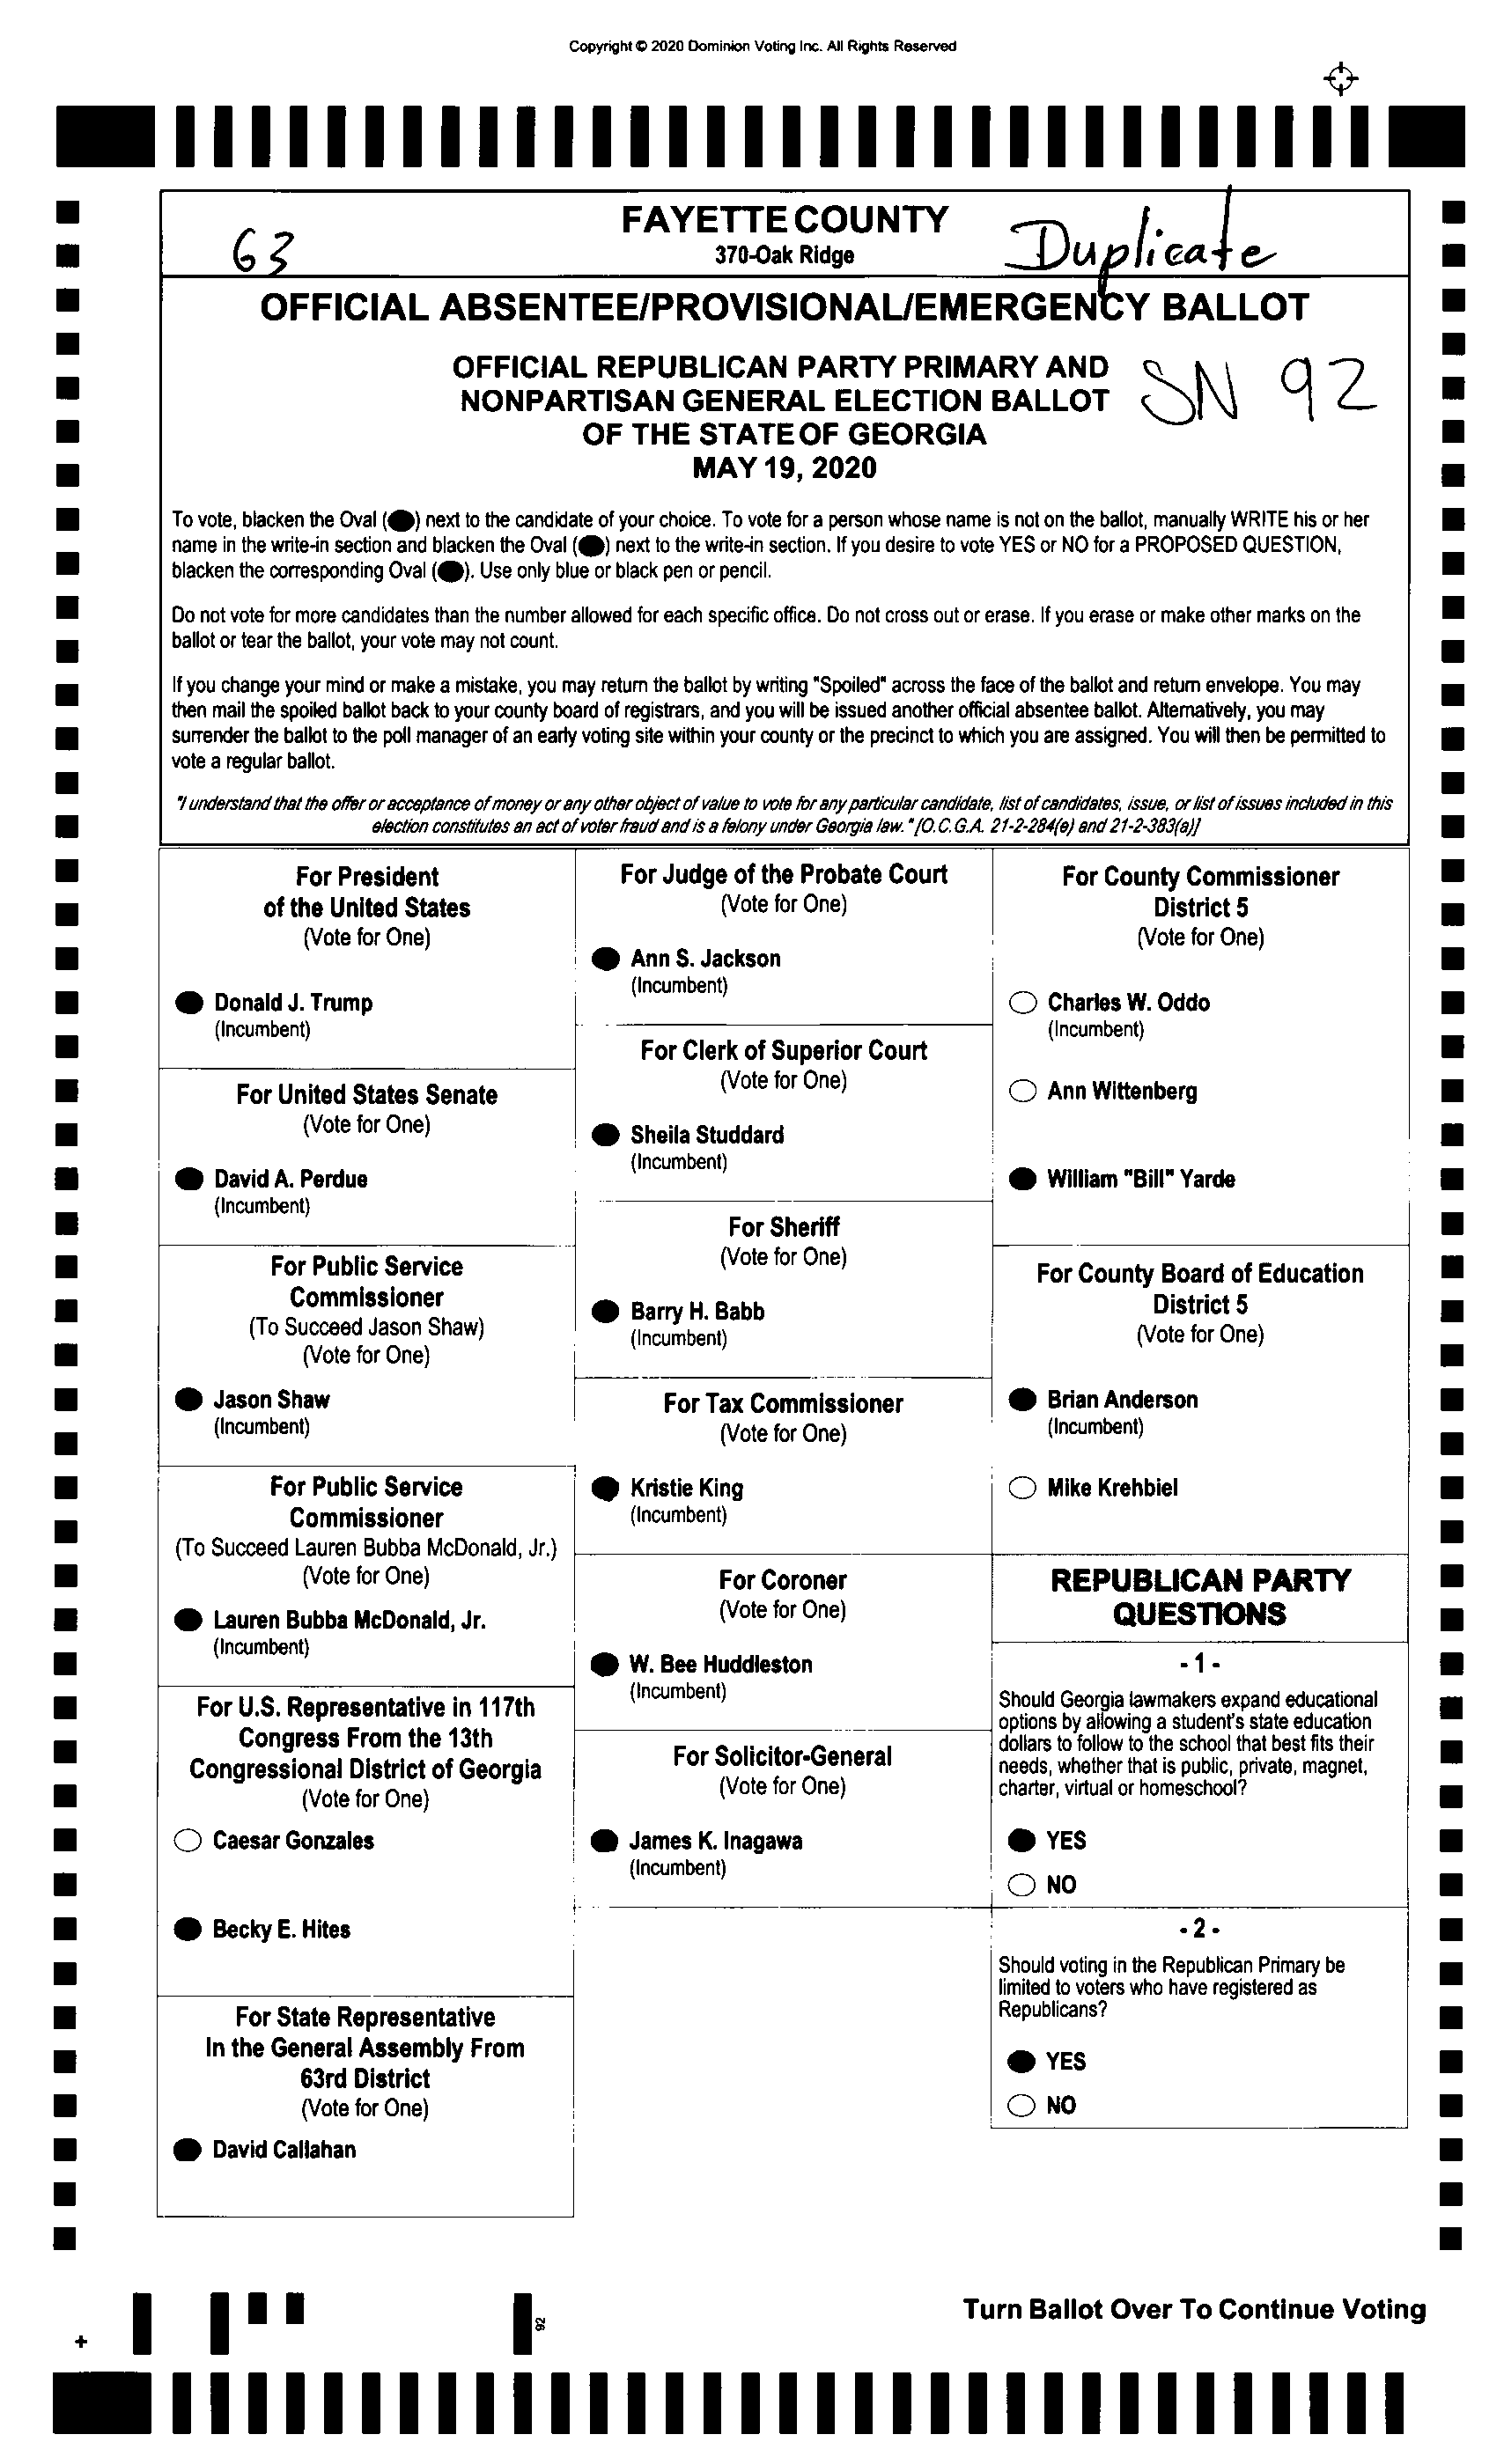 Copyright © 2020 Dominion Voting Inc. All Rights Reserved
FAYETTE COUNTY
370-Oak Ridge
63
Duplicate
OFFICIAL ABSENTEE/PROVISIONAL/EMERGENCY BALLOT
OFFICIAL REPUBLICAN PARTY PRIMARY AND
NONPARTISAN GENERAL ELECTION BALLOT
OF THE STATE OF GEORGIA
MAY 19, 2020
SN 92
To vote, blacken the Oval (⬬) next to the candidate of your choice. To vote for a person whose name is not on the ballot, manually WRITE his or her
name in the write-in section and blacken the Oval (⬬) next to the write-in section. If you desire to vote YES or NO for a PROPOSED QUESTION,
blacken the corresponding Oval (⬬). Use only blue or black pen or pencil.
Do not vote for more candidates than the number allowed for each specific office. Do not cross out or erase. If you erase or make other marks on the
ballot or tear the ballot, your vote may not count.
If you change your mind or make a mistake, you may return the ballot by writing "Spoiled" across the face of the ballot and return envelope. You may
then mail the spoiled ballot back to your county board of registrars, and you will be issued another official absentee ballot. Alternatively, you may
surrender the ballot to the poll manager of an early voting site within your county or the precinct to which you are assigned. You will then be permitted to
vote a regular ballot.
"I understand that the offer or acceptance of money or any other object of value to vote for any particular candidate, list of candidates, issue, or list of issues included in this
election constitutes an act of voter fraud and is a felony under Georgia law." [O.C.G.A. 21-2-284(e) and 21-2-383(a)]
For President
of the United States
(Vote for One)
Donald J. Trump
(Incumbent)
For United States Senate
(Vote for One)
David A. Perdue
(Incumbent)
For Public Service
Commissioner
(To Succeed Jason Shaw)
(Vote for One)
Jason Shaw
(Incumbent)
For Public Service
Commissioner
(To Succeed Lauren Bubba McDonald, Jr.)
(Vote for One)
Lauren Bubba McDonald, Jr.
(Incumbent)
For U.S. Representative in 117th
Congress From the 13th
Congressional District of Georgia
(Vote for One)
Caesar Gonzales
Becky E. Hites
For State Representative
In the General Assembly From
63rd District
(Vote for One)
David Callahan
For Judge of the Probate Court
(Vote for One)
Ann S. Jackson
(Incumbent)
For Clerk of Superior Court
(Vote for One)
Sheila Studdard
(Incumbent)
For Sheriff
(Vote for One)
Barry H. Babb
(Incumbent)
For Tax Commissioner
(Vote for One)
Kristie King
(Incumbent)
For Coroner
(Vote for One)
W. Bee Huddleston
(Incumbent)
For Solicitor-General
(Vote for One)
James K. Inagawa
(Incumbent)
For County Commissioner
District 5
(Vote for One)
Charles W. Oddo
(Incumbent)
Ann Wittenberg
William "Bill" Yarde
For County Board of Education
District 5
(Vote for One)
Brian Anderson
(Incumbent)
Mike Krehbiel
REPUBLICAN PARTY
QUESTIONS
- 1 -
Should Georgia lawmakers expand educational
options by allowing a student's state education
dollars to follow to the school that best fits their
needs, whether that is public, private, magnet,
charter, virtual or homeschool?
YES
NO
- 2 -
Should voting in the Republican Primary be
limited to voters who have registered as
Republicans?
YES
NO
92
Turn Ballot Over To Continue Voting